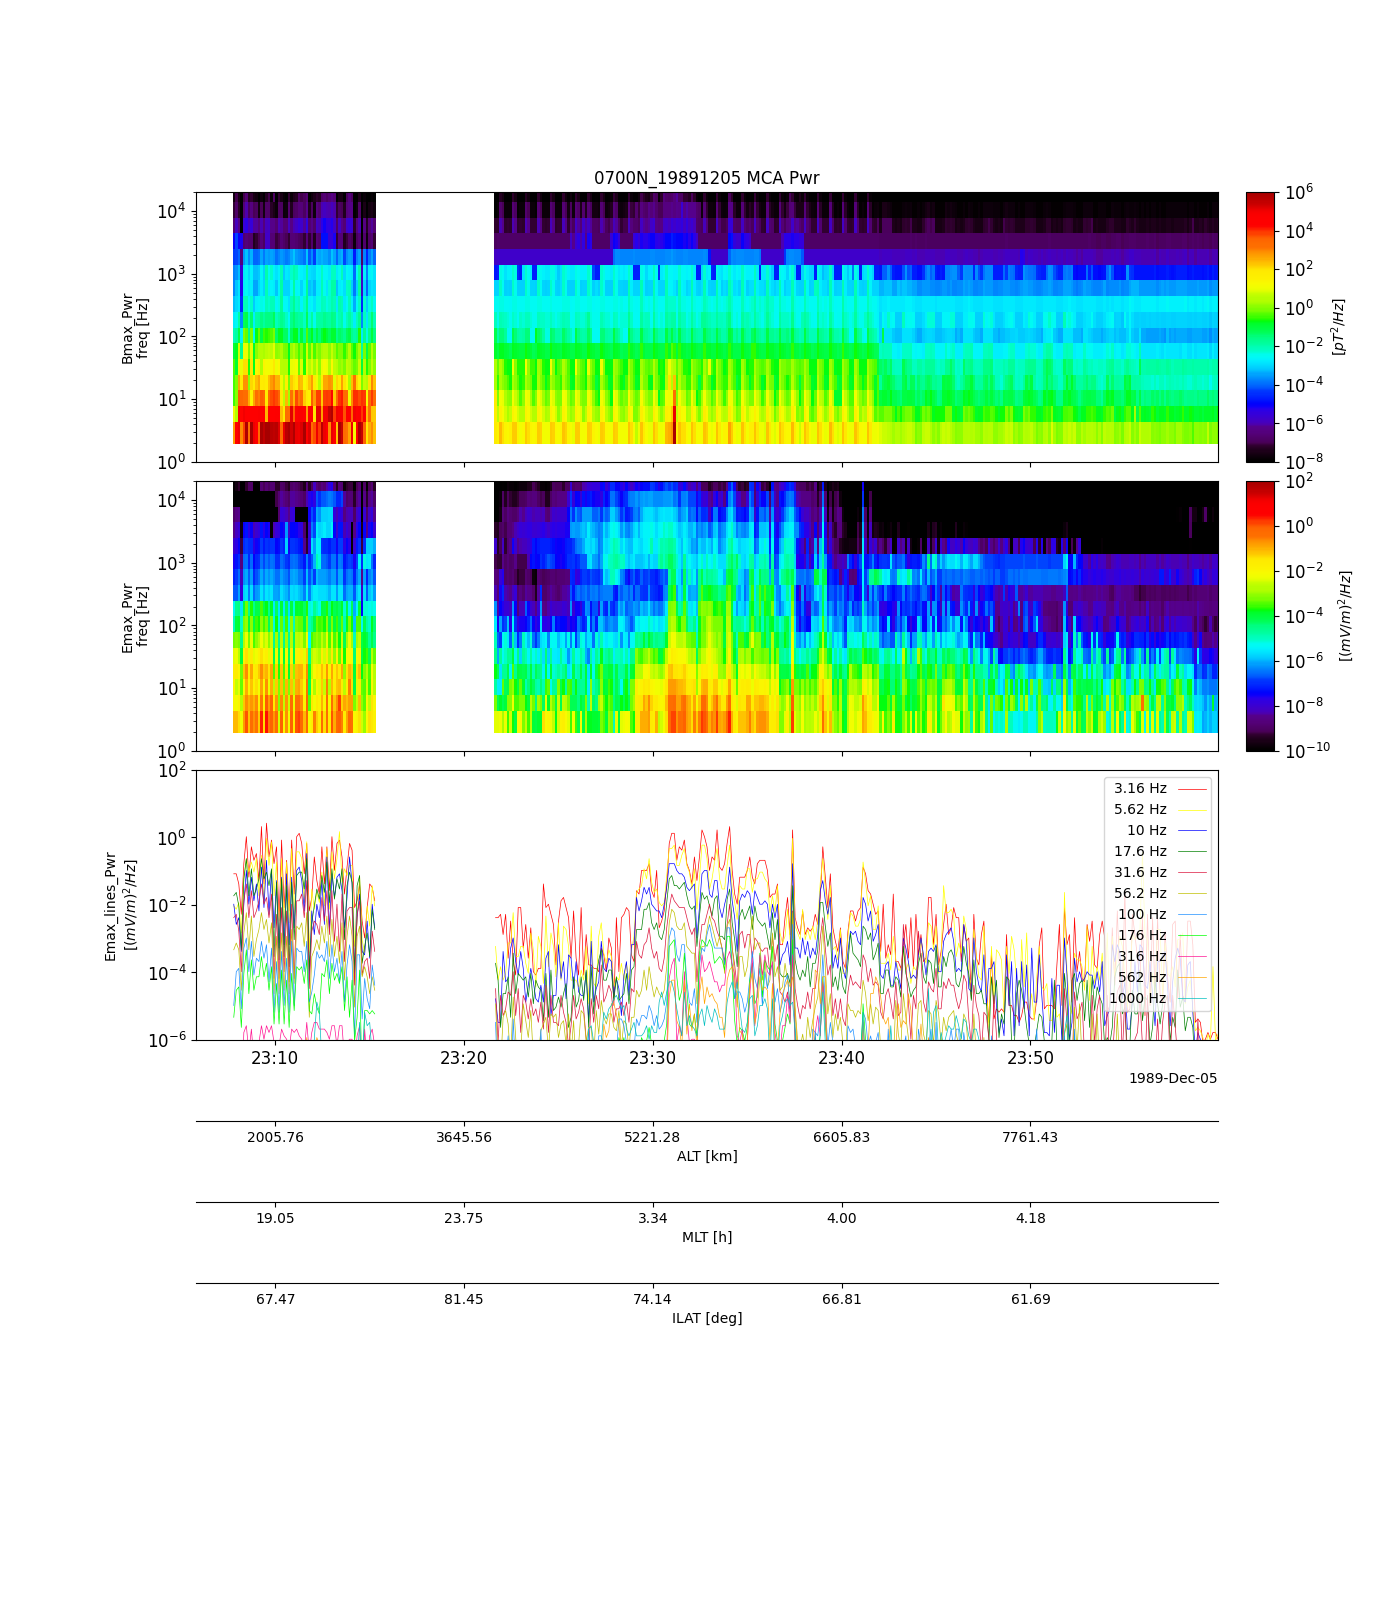 0700N_19891205 MCA Pwr
Bmax_Pwr
freq [Hz]
10^4
10^3
10^2
10^1
10^0
10^6
10^4
10^2
10^0
10^-2
10^-4
10^-6
10^-8
[pT^2/Hz]
Emax_Pwr
freq [Hz]
10^4
10^3
10^2
10^1
10^0
10^2
10^0
10^-2
10^-4
10^-6
10^-8
10^-10
[(mV/m)^2/Hz]
Emax_lines_Pwr
[(mV/m)^2/Hz]
10^2
10^0
10^-2
10^-4
10^-6
3.16 Hz
5.62 Hz
10 Hz
17.6 Hz
31.6 Hz
56.2 Hz
100 Hz
176 Hz
316 Hz
562 Hz
1000 Hz
23:10 23:20 23:30 23:40 23:50
1989-Dec-05
2005.76 3645.56 5221.28 6605.83 7761.43
ALT [km]
19.05 23.75 3.34 4.00 4.18
MLT [h]
67.47 81.45 74.14 66.81 61.69
ILAT [deg]